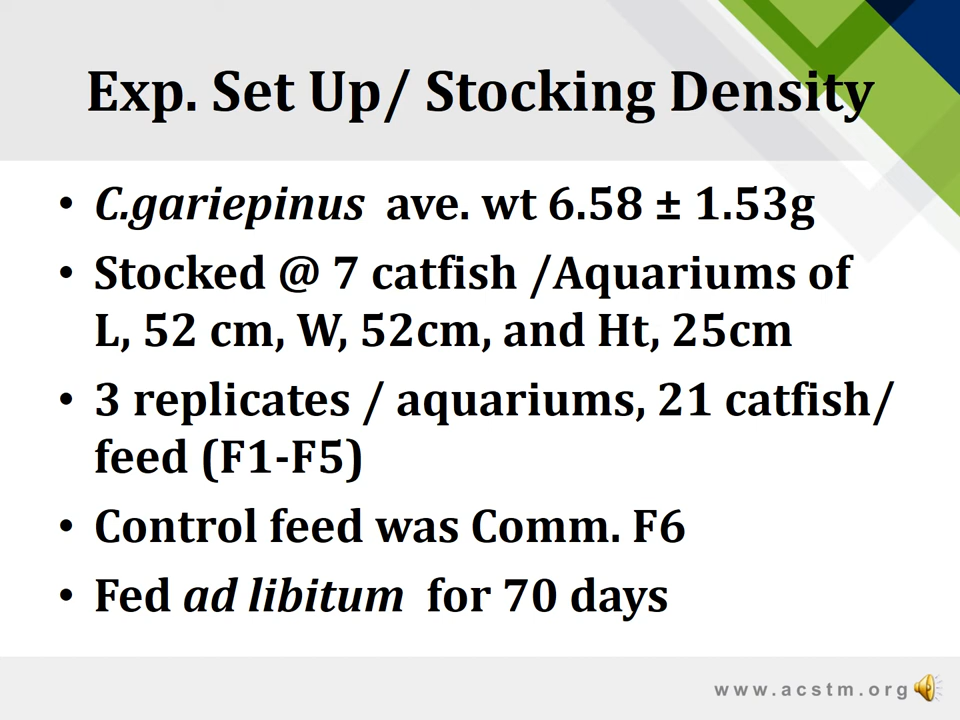 Exp. Set Up/ Stocking Density
• C.gariepinus ave. wt 6.58 ± 1.53g
• Stocked @ 7 catfish /Aquariums of
L, 52 cm, W, 52cm, and Ht, 25cm
• 3 replicates / aquariums, 21 catfish/
feed (F1-F5)
• Control feed was Comm. F6
• Fed ad libitum for 70 days
www.acstm.org